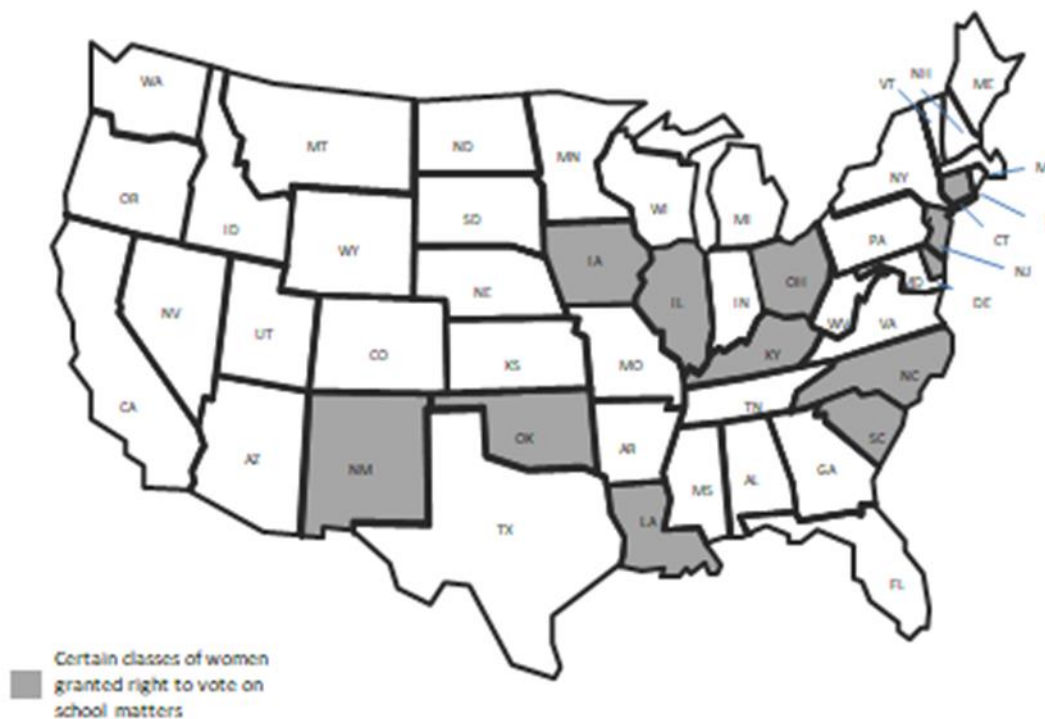 WA
MT
ND
MN
VT
NH
ME
OR
ID
WY
SD
WI
MI
NY
M
CT
NJ
DE
NV
UT
CO
NE
IA
IL
IN
OH
PA
MD
WV
VA
CA
AZ
NM
KS
OK
MO
KY
TN
NC
SC
AR
LA
MS
AL
GA
TX
FL
Certain classes of women
granted right to vote on
school matters